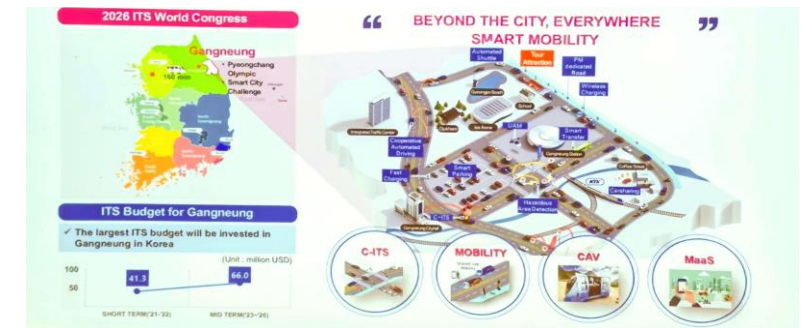 2026 ITS World Congress
Gangneung
• Pyeongchang
Olympic
Smart City
Challenge
ITS Budget for Gangneung
✓ The largest ITS budget will be invested in
Gangneung in Korea
(Unit : milion USD)
100
50
41.3
66.0
SHORT TERM('21-'22)
MID TERM('23~'26)
“ BEYOND THE CITY, EVERYWHERE ”
SMART MOBILITY
Automated
Shuttle
Tour
Attraction
PM
dedicated
Road
Wireless
Charging
School
Integrated Traffic Center
UAM
Smart
Transfer
Cooperative
Automated
Driving
Gangneung Station
Fast
Charging
Smart
Parking
Coffee Street
KTX
Carsharing
Hazardous
Area Detection
C-ITS
C-ITS
MOBILITY
CAV
MaaS